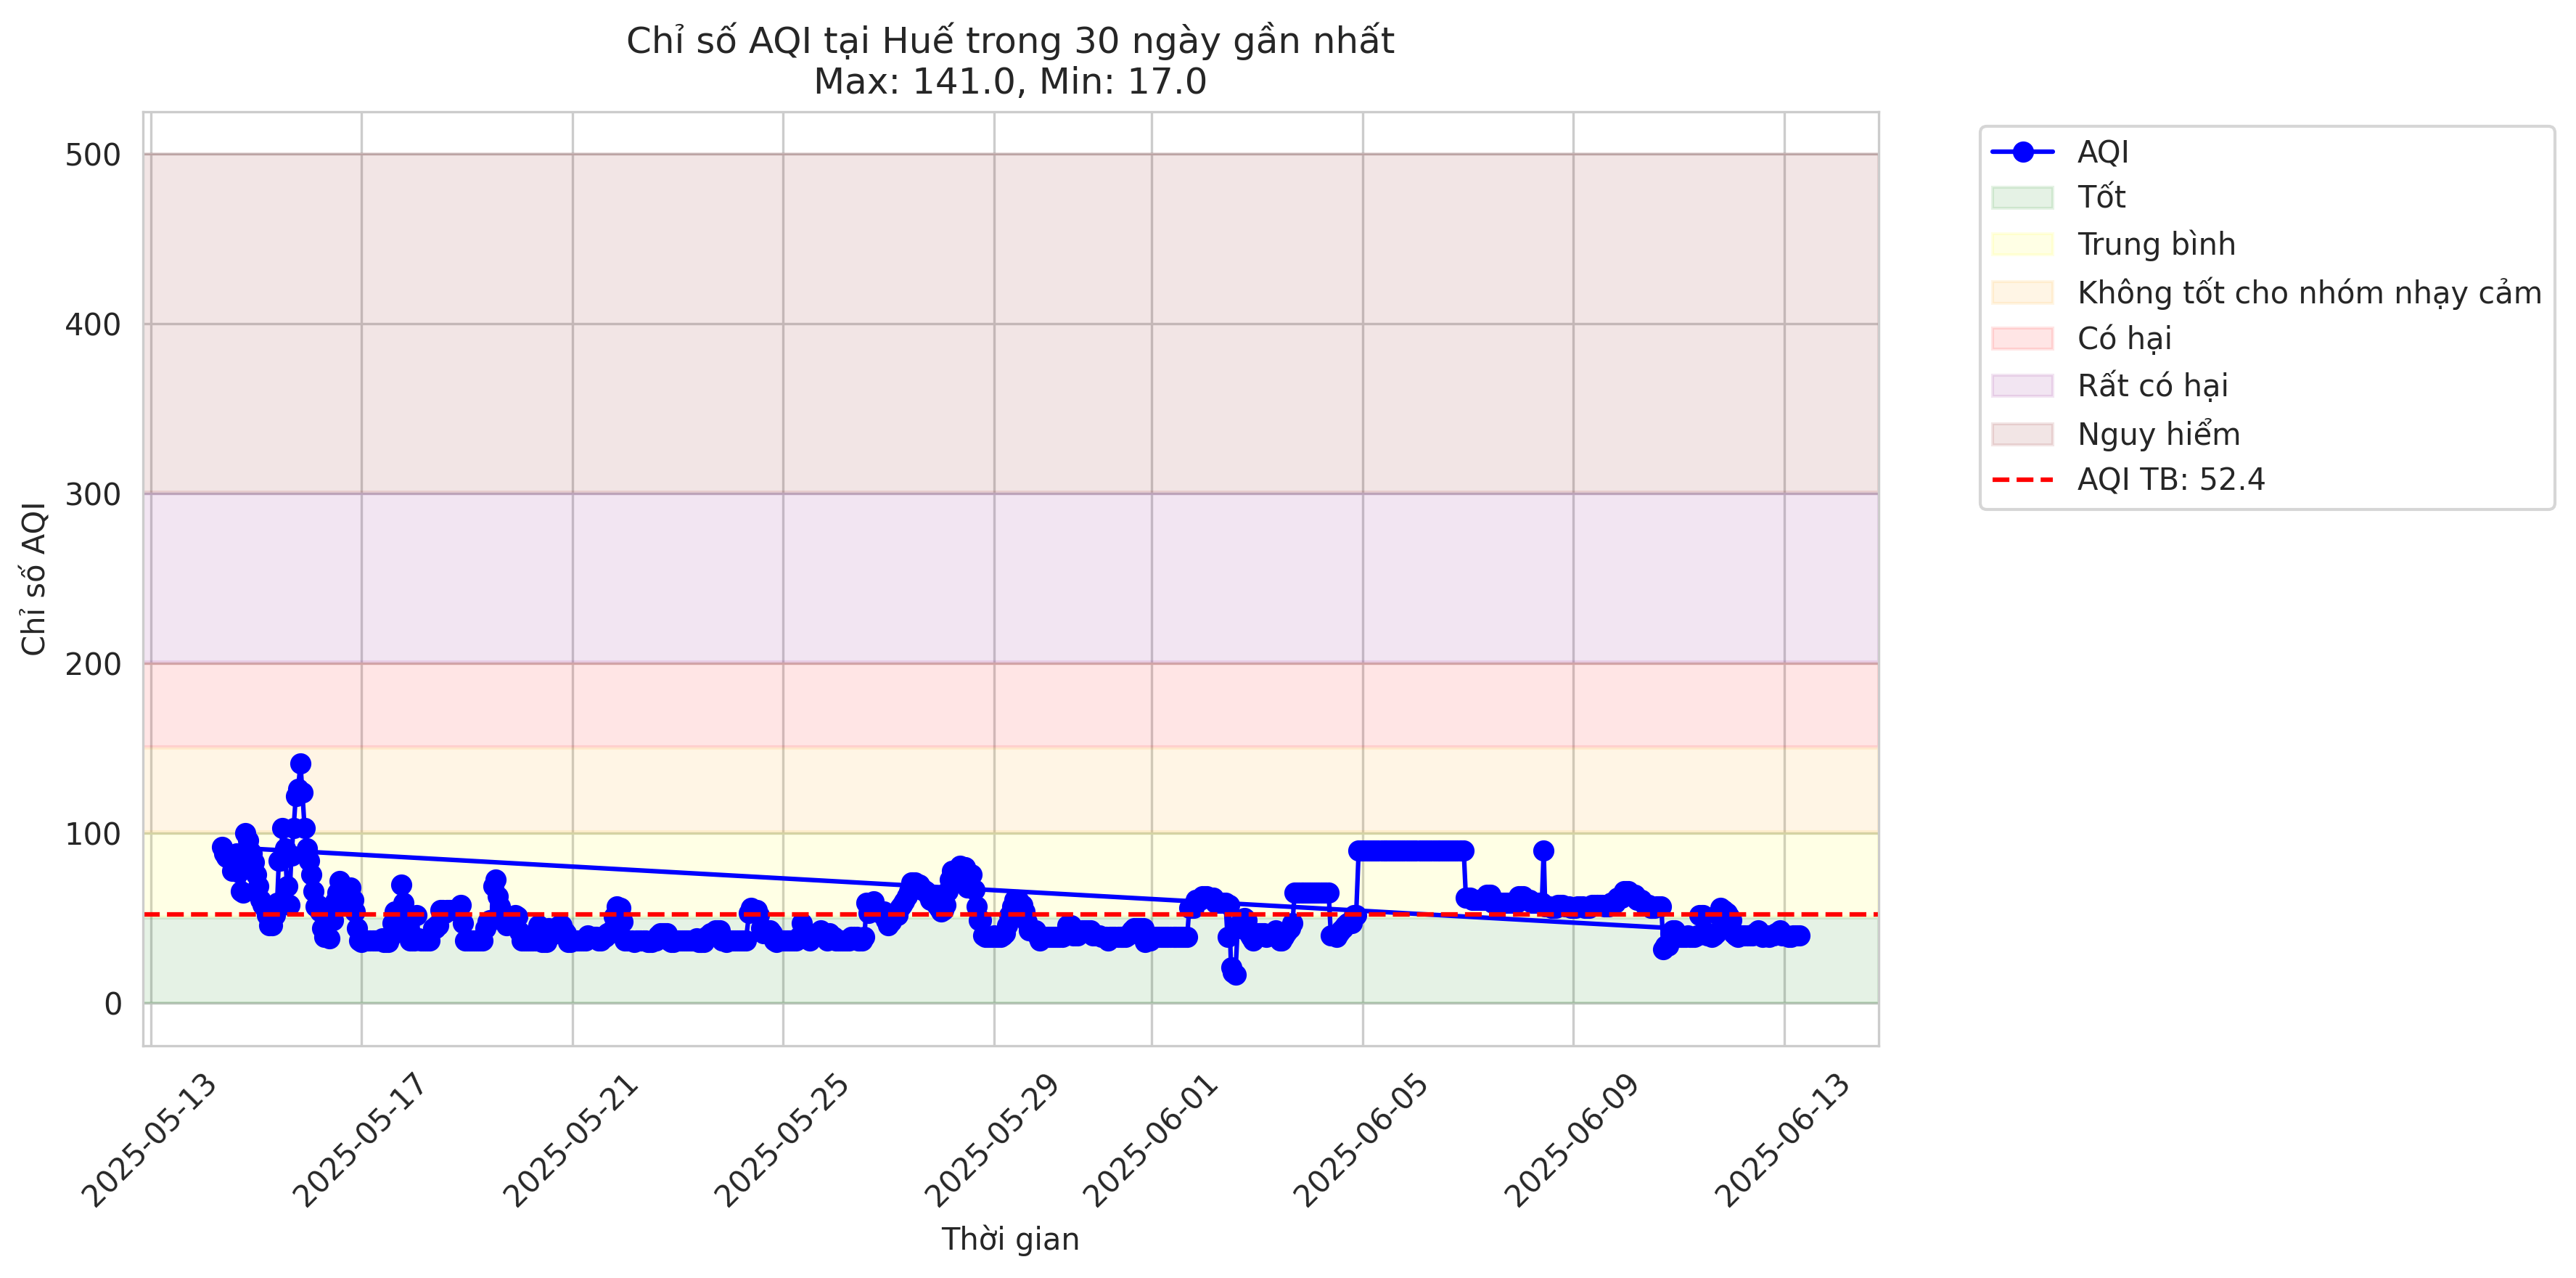 Chỉ số AQI tại Huế trong 30 ngày gần nhất
Max: 141.0, Min: 17.0
Chỉ số AQI
500
400
300
200
100
0
2025-05-13
2025-05-17
2025-05-21
2025-05-25
2025-05-29
2025-06-01
2025-06-05
2025-06-09
2025-06-13
Thời gian
AQI
Tốt
Trung bình
Không tốt cho nhóm nhạy cảm
Có hại
Rất có hại
Nguy hiểm
AQI TB: 52.4